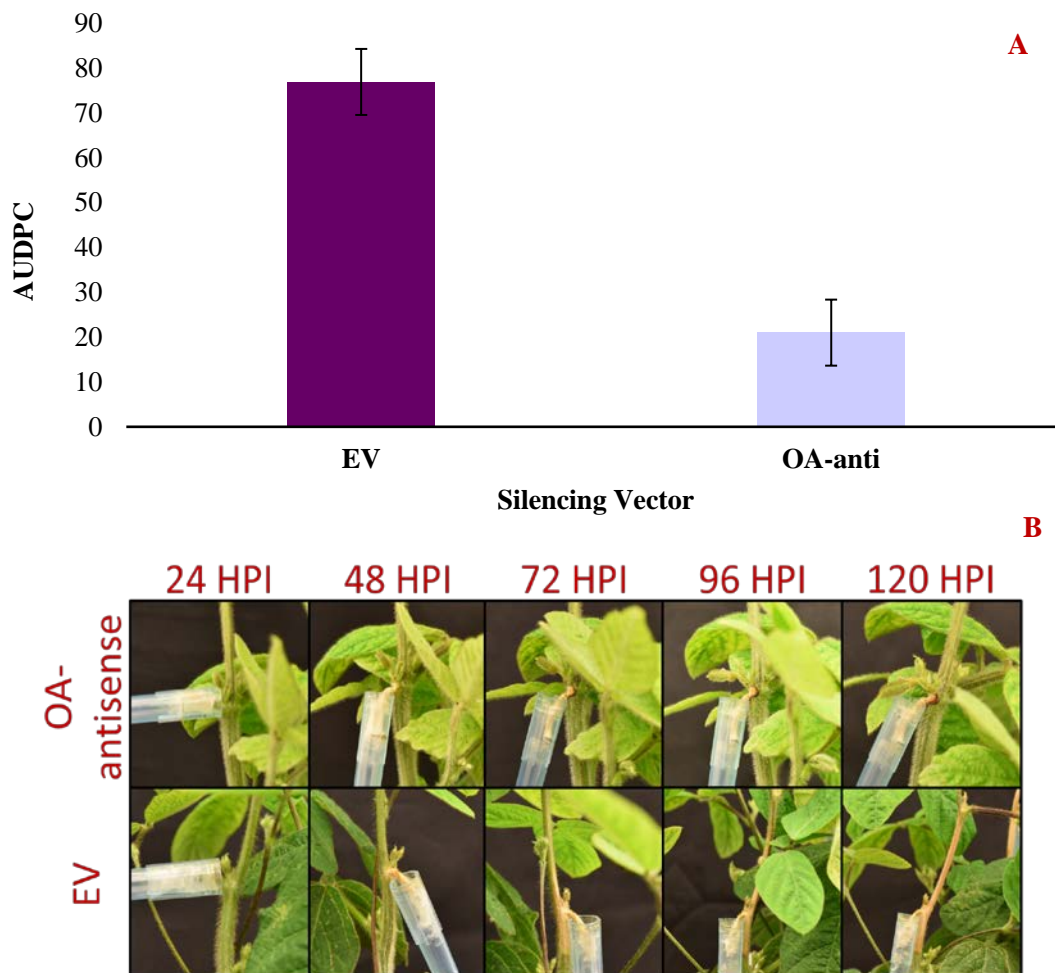 A
90
80
70
60
50
40
30
20
10
0
AUDPC
EV
OA-anti
Silencing Vector
B
24 HPI
48 HPI
72 HPI
96 HPI
120 HPI
OA-
antisense
EV